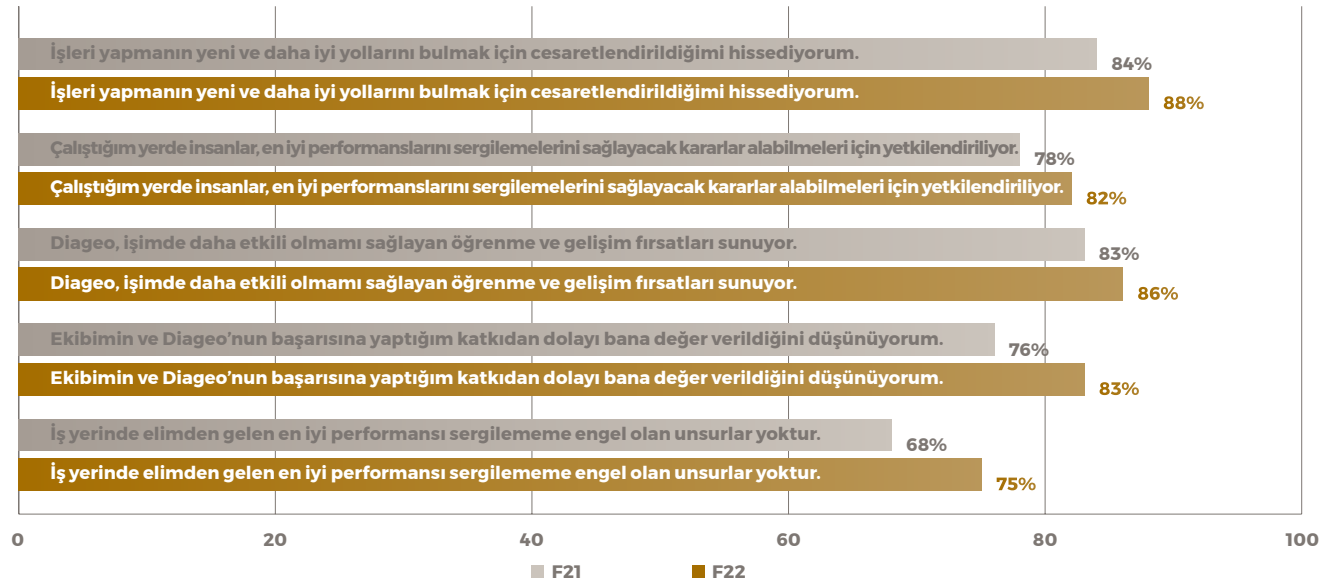 İşleri yapmanın yeni ve daha iyi yollarını bulmak için cesaretlendirildiğimi hissediyorum.
84%
İşleri yapmanın yeni ve daha iyi yollarını bulmak için cesaretlendirildiğimi hissediyorum.
88%
Çalıştığım yerde insanlar, en iyi performanslarını sergilemelerini sağlayacak kararlar alabilmeleri için yetkilendiriliyor.
78%
Çalıştığım yerde insanlar, en iyi performanslarını sergilemelerini sağlayacak kararlar alabilmeleri için yetkilendiriliyor.
82%
Diageo, işimde daha etkili olmamı sağlayan öğrenme ve gelişim fırsatları sunuyor.
83%
Diageo, işimde daha etkili olmamı sağlayan öğrenme ve gelişim fırsatları sunuyor.
86%
Ekibimin ve Diageo’nun başarısına yaptığım katkıdan dolayı bana değer verildiğini düşünüyorum.
76%
Ekibimin ve Diageo’nun başarısına yaptığım katkıdan dolayı bana değer verildiğini düşünüyorum.
83%
İş yerinde elimden gelen en iyi performansı sergilememe engel olan unsurlar yoktur.
68%
İş yerinde elimden gelen en iyi performansı sergilememe engel olan unsurlar yoktur.
75%
0 20 40 60 80 100
F21 F22